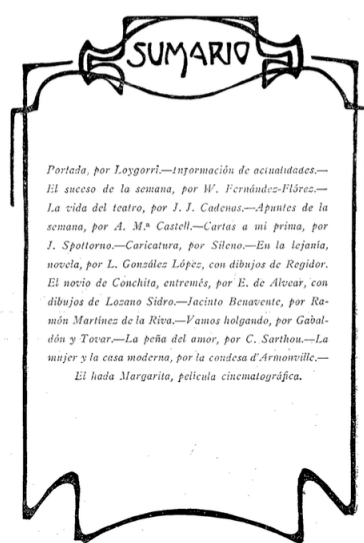 SUMARIO
Portada, por Loygorri.—Información de actualidades.—
El suceso de la semana, por W. Fernández-Flórez.—
La vida del teatro, por J. J. Cadenas.—Apuntes de la
semana, por A. M.ª Castell.—Cartas a mi prima, por
J. Spottorno.—Caricatura, por Sileno.—En la lejanía,
novela, por L. González López, con dibujos de Regidor.
El novio de Conchita, entremés, por E. de Alvear, con
dibujos de Lozano Sidro.—Jacinto Benavente, por Ra-
món Martínez de la Riva.—Vamos holgando, por Gabal-
dón y Tovar.—La peña del amor, por C. Sarthou.—La
mujer y la casa moderna, por la condesa d'Armonville.—
El hada Margarita, película cinematográfica.